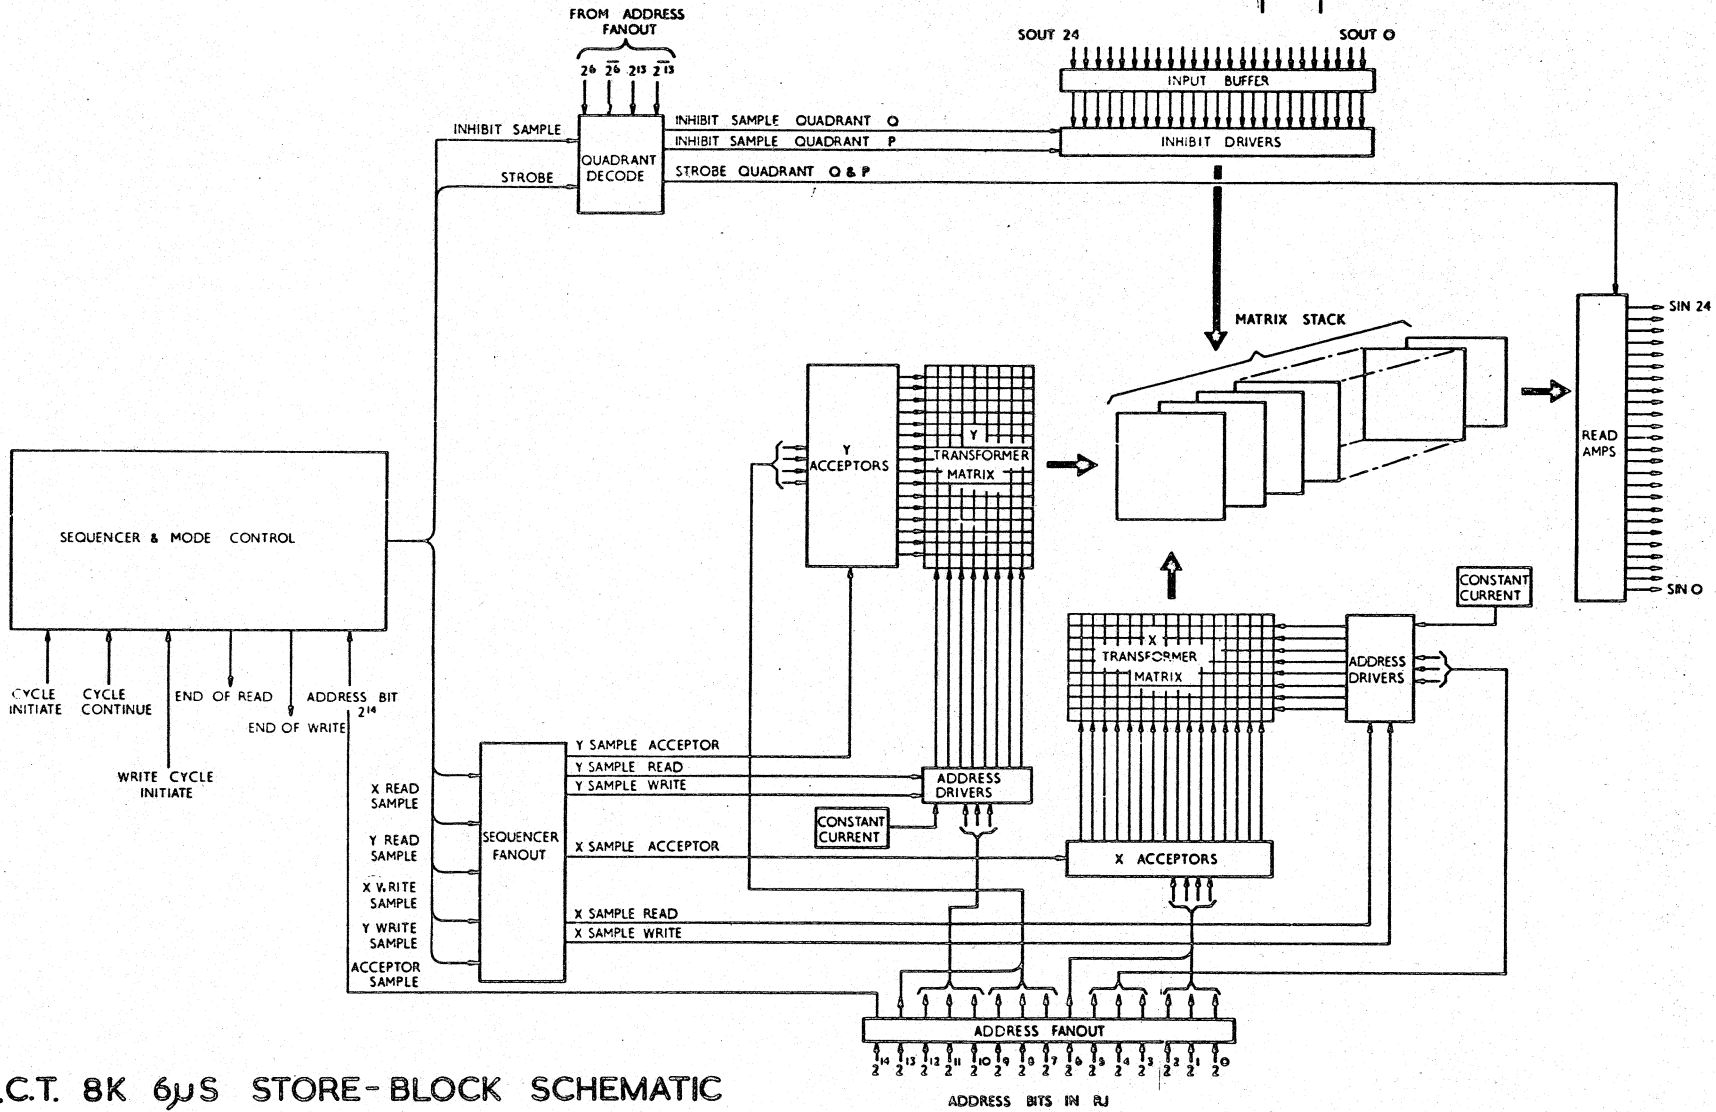 FROM ADDRESS
FANOUT
2⁶ 2̅⁶ 2¹³ 2̅¹³
SOUT 24
SOUT 0
INPUT BUFFER
INHIBIT DRIVERS
INHIBIT SAMPLE
STROBE
QUADRANT
DECODE
INHIBIT SAMPLE QUADRANT Q
INHIBIT SAMPLE QUADRANT P
STROBE QUADRANT Q & P
MATRIX STACK
SIN 24
READ
AMPS
SIN 0
Y
ACCEPTORS
Y
TRANSFORMER
MATRIX
SEQUENCER & MODE CONTROL
CONSTANT
CURRENT
X
TRANSFORMER
MATRIX
ADDRESS
DRIVERS
CYCLE
INITIATE
CYCLE
CONTINUE
END OF READ
ADDRESS BIT
2¹⁴
END OF WRITE
WRITE CYCLE
INITIATE
X READ
SAMPLE
Y READ
SAMPLE
X WRITE
SAMPLE
Y WRITE
SAMPLE
ACCEPTOR
SAMPLE
SEQUENCER
FANOUT
Y SAMPLE ACCEPTOR
Y SAMPLE READ
Y SAMPLE WRITE
X SAMPLE ACCEPTOR
X SAMPLE READ
X SAMPLE WRITE
ADDRESS
DRIVERS
CONSTANT
CURRENT
X ACCEPTORS
ADDRESS FANOUT
2¹⁴ 2¹³ 2¹² 2¹¹ 2¹⁰ 2⁹ 2⁸ 2⁷ 2⁶ 2⁵ 2⁴ 2³ 2² 2¹ 2⁰
ADDRESS BITS IN
.C.T. 8K 6µS STORE-BLOCK SCHEMATIC